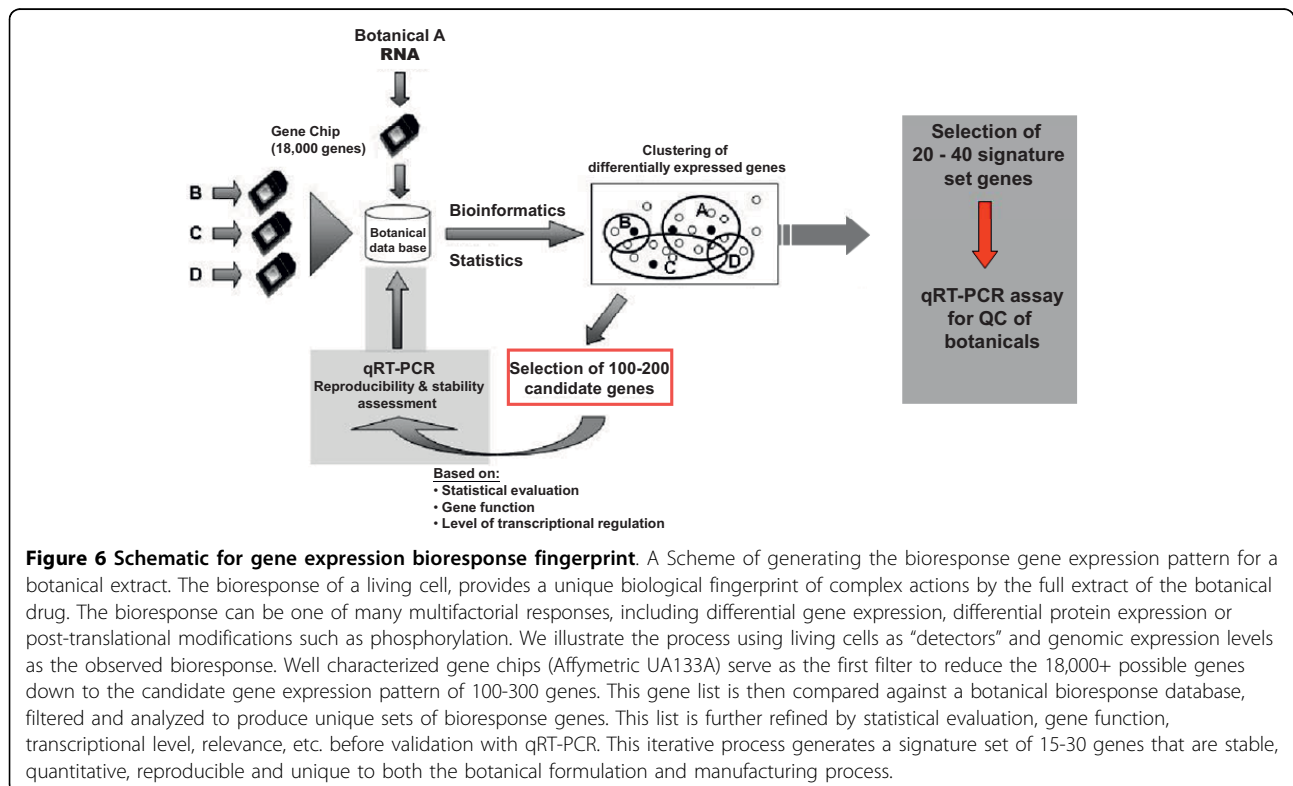 Botanical A
RNA
Gene Chip
(18,000 genes)
B
C
D
Botanical
data base
Bioinformatics
Statistics
Clustering of
differentially expressed genes
A
B
C
D
Selection of
20 - 40 signature
set genes
qRT-PCR assay
for QC of
botanicals
qRT-PCR
Reproducibility & stability
assessment
Selection of 100-200
candidate genes
Based on:
• Statistical evaluation
• Gene function
• Level of transcriptional regulation
Figure 6 Schematic for gene expression bioresponse fingerprint. A Scheme of generating the bioresponse gene expression pattern for a
botanical extract. The bioresponse of a living cell, provides a unique biological fingerprint of complex actions by the full extract of the botanical
drug. The bioresponse can be one of many multifactorial responses, including differential gene expression, differential protein expression or
post-translational modifications such as phosphorylation. We illustrate the process using living cells as “detectors” and genomic expression levels
as the observed bioresponse. Well characterized gene chips (Affymetric UA133A) serve as the first filter to reduce the 18,000+ possible genes
down to the candidate gene expression pattern of 100-300 genes. This gene list is then compared against a botanical bioresponse database,
filtered and analyzed to produce unique sets of bioresponse genes. This list is further refined by statistical evaluation, gene function,
transcriptional level, relevance, etc. before validation with qRT-PCR. This iterative process generates a signature set of 15-30 genes that are stable,
quantitative, reproducible and unique to both the botanical formulation and manufacturing process.